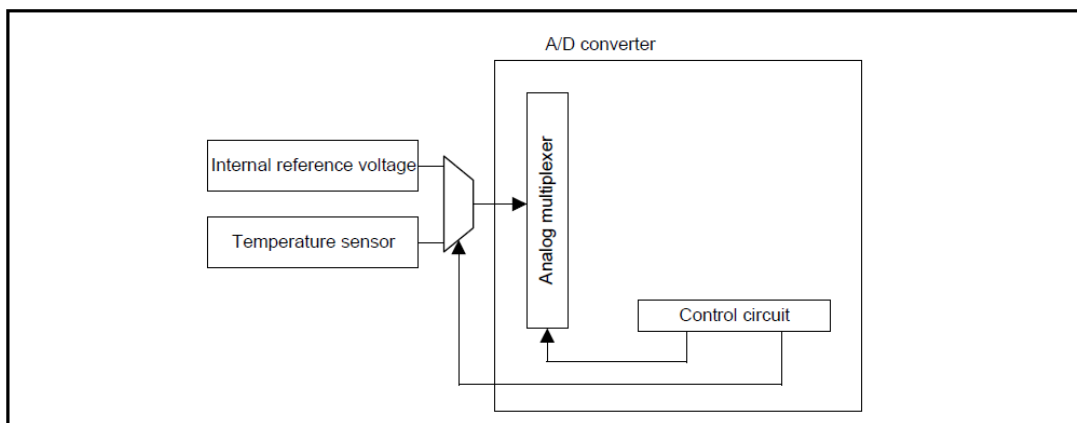 A/D converter
Internal reference voltage
Temperature sensor
Analog multiplexer
Control circuit